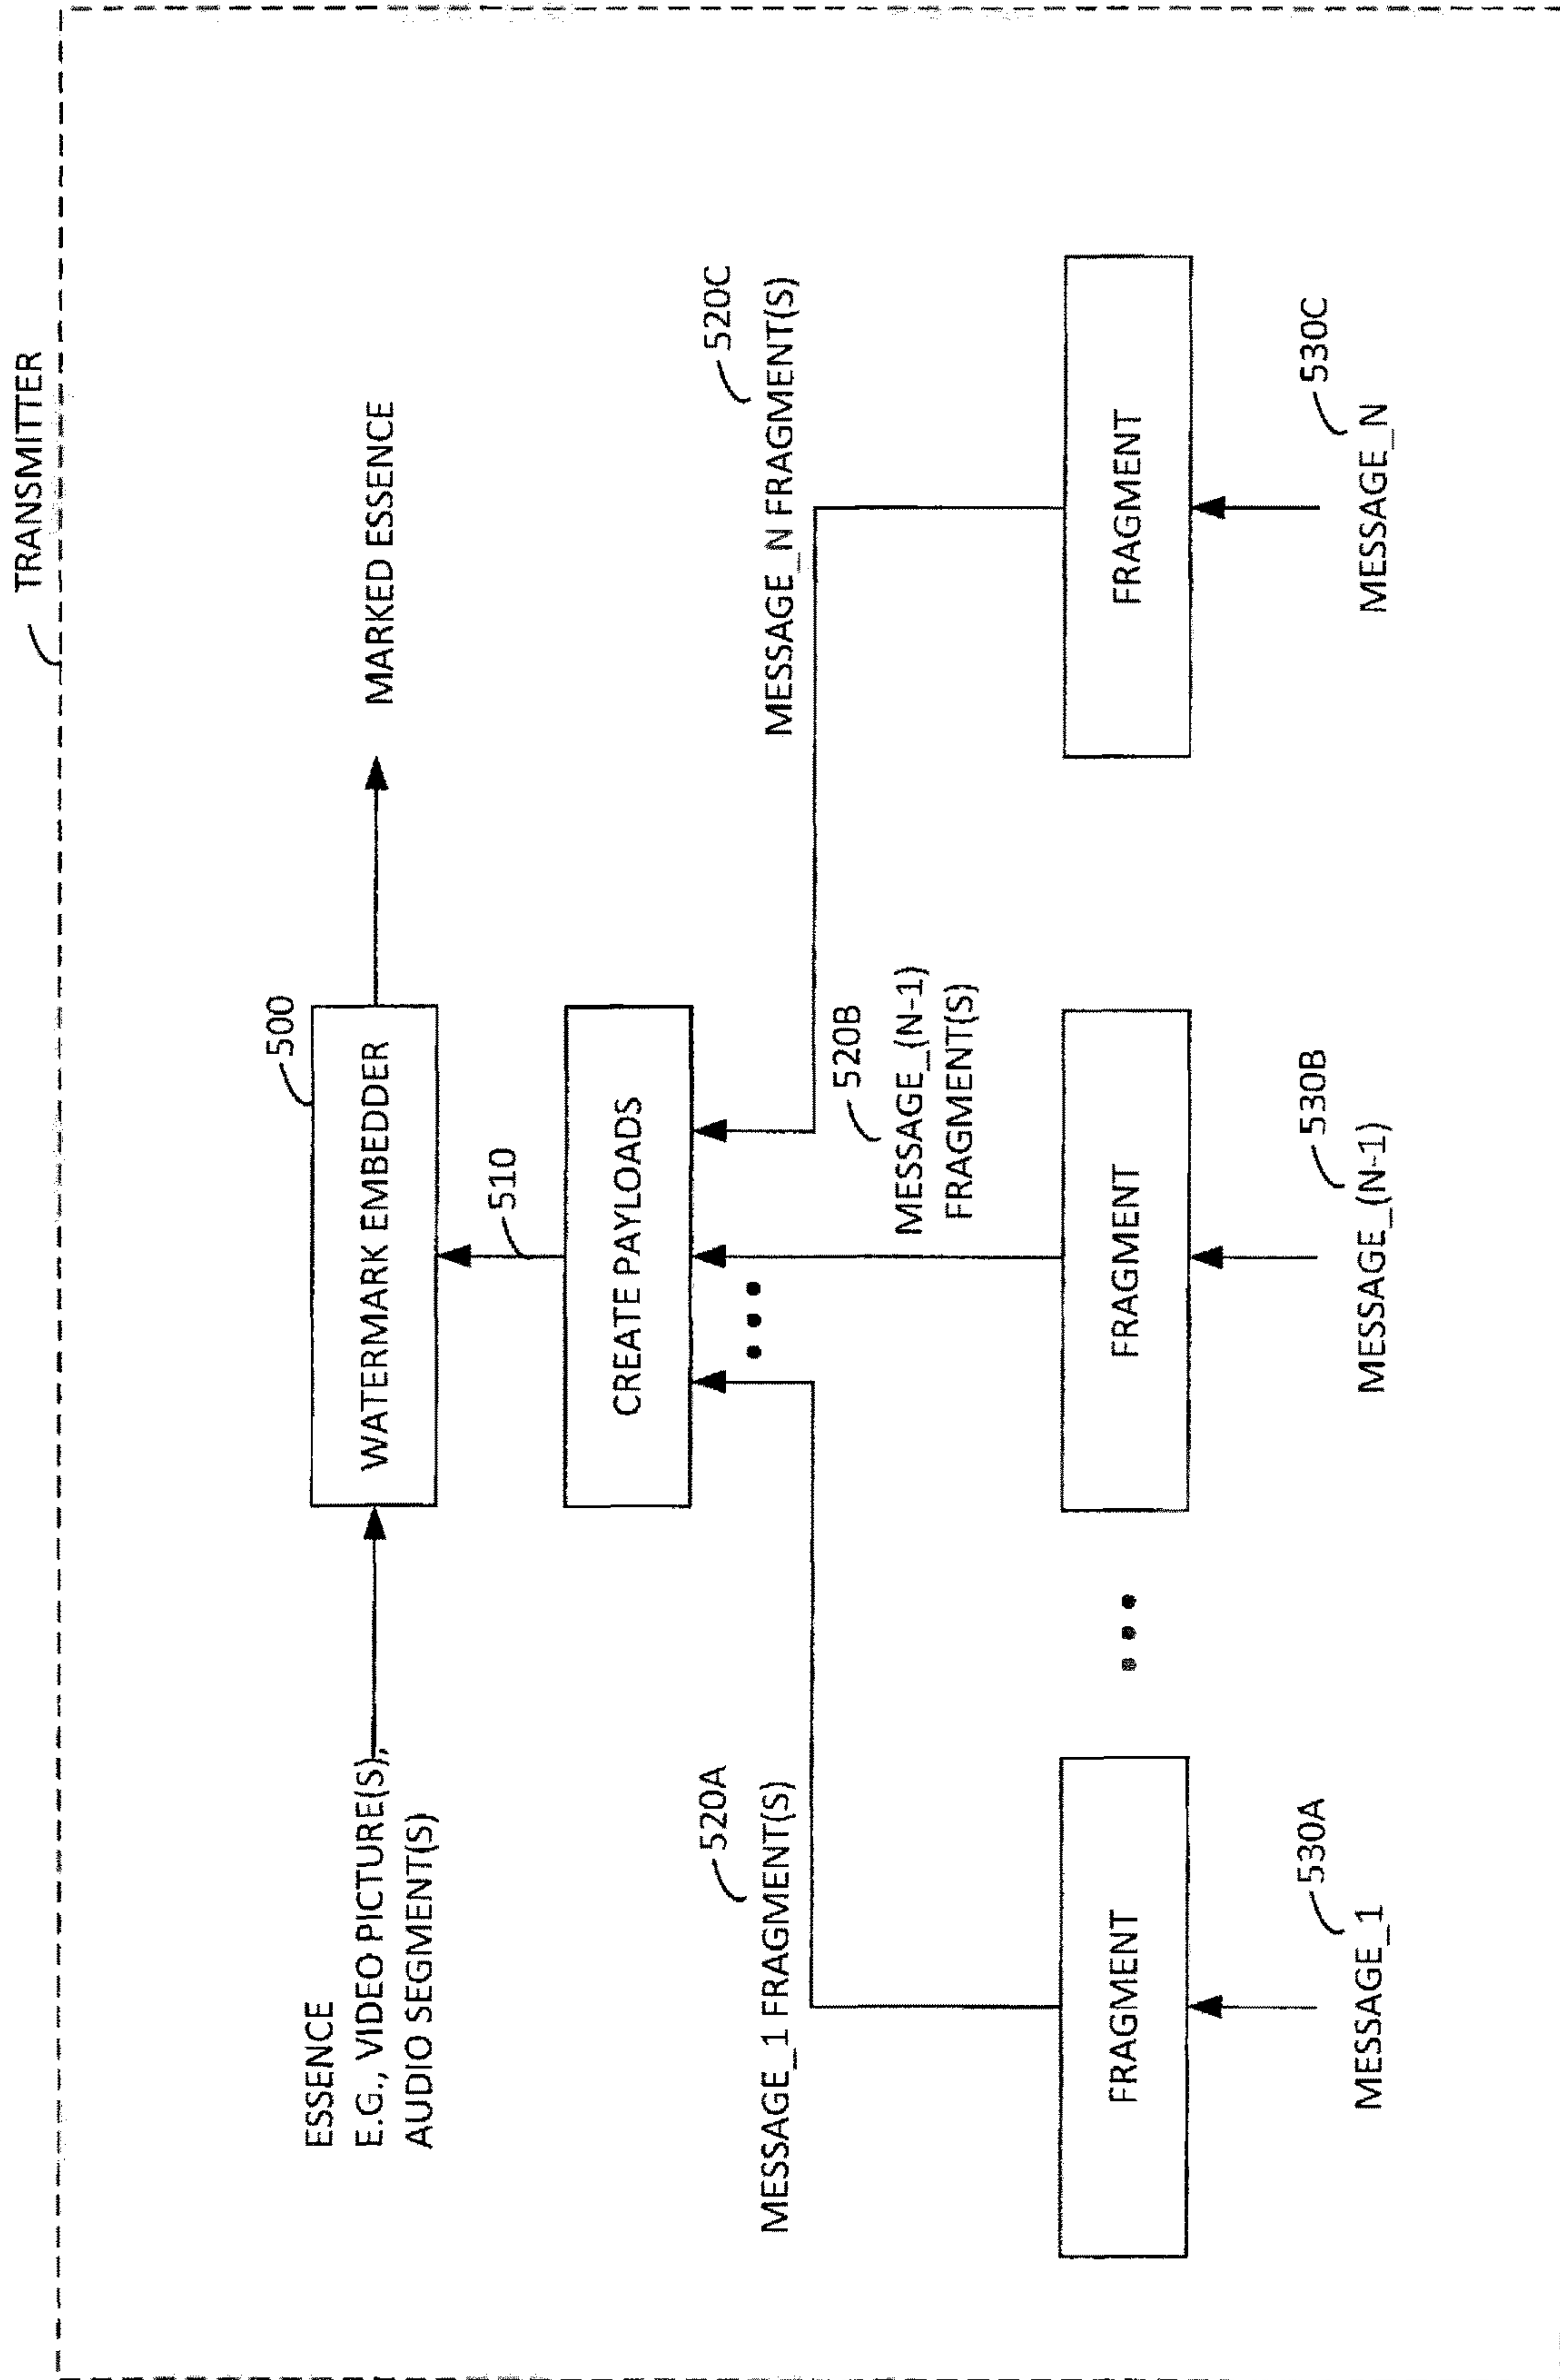 TRANSMITTER
ESSENCE
E.G., VIDEO PICTURE(S),
AUDIO SEGMENT(S)
500
WATERMARK EMBEDDER
MARKED ESSENCE
510
CREATE PAYLOADS
520A
MESSAGE_1 FRAGMENT(S)
520B
MESSAGE_(N-1)
FRAGMENT(S)
520C
MESSAGE_N FRAGMENT(S)
FRAGMENT
FRAGMENT
FRAGMENT
530A
MESSAGE_1
530B
MESSAGE_(N-1)
530C
MESSAGE_N